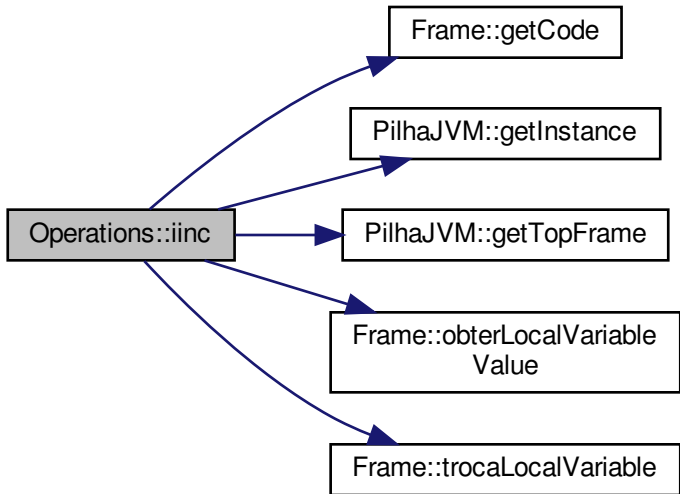 Frame::getCode
PilhaJVM::getInstance
Operations::iinc
PilhaJVM::getTopFrame
Frame::obterLocalVariable
Value
Frame::trocaLocalVariable